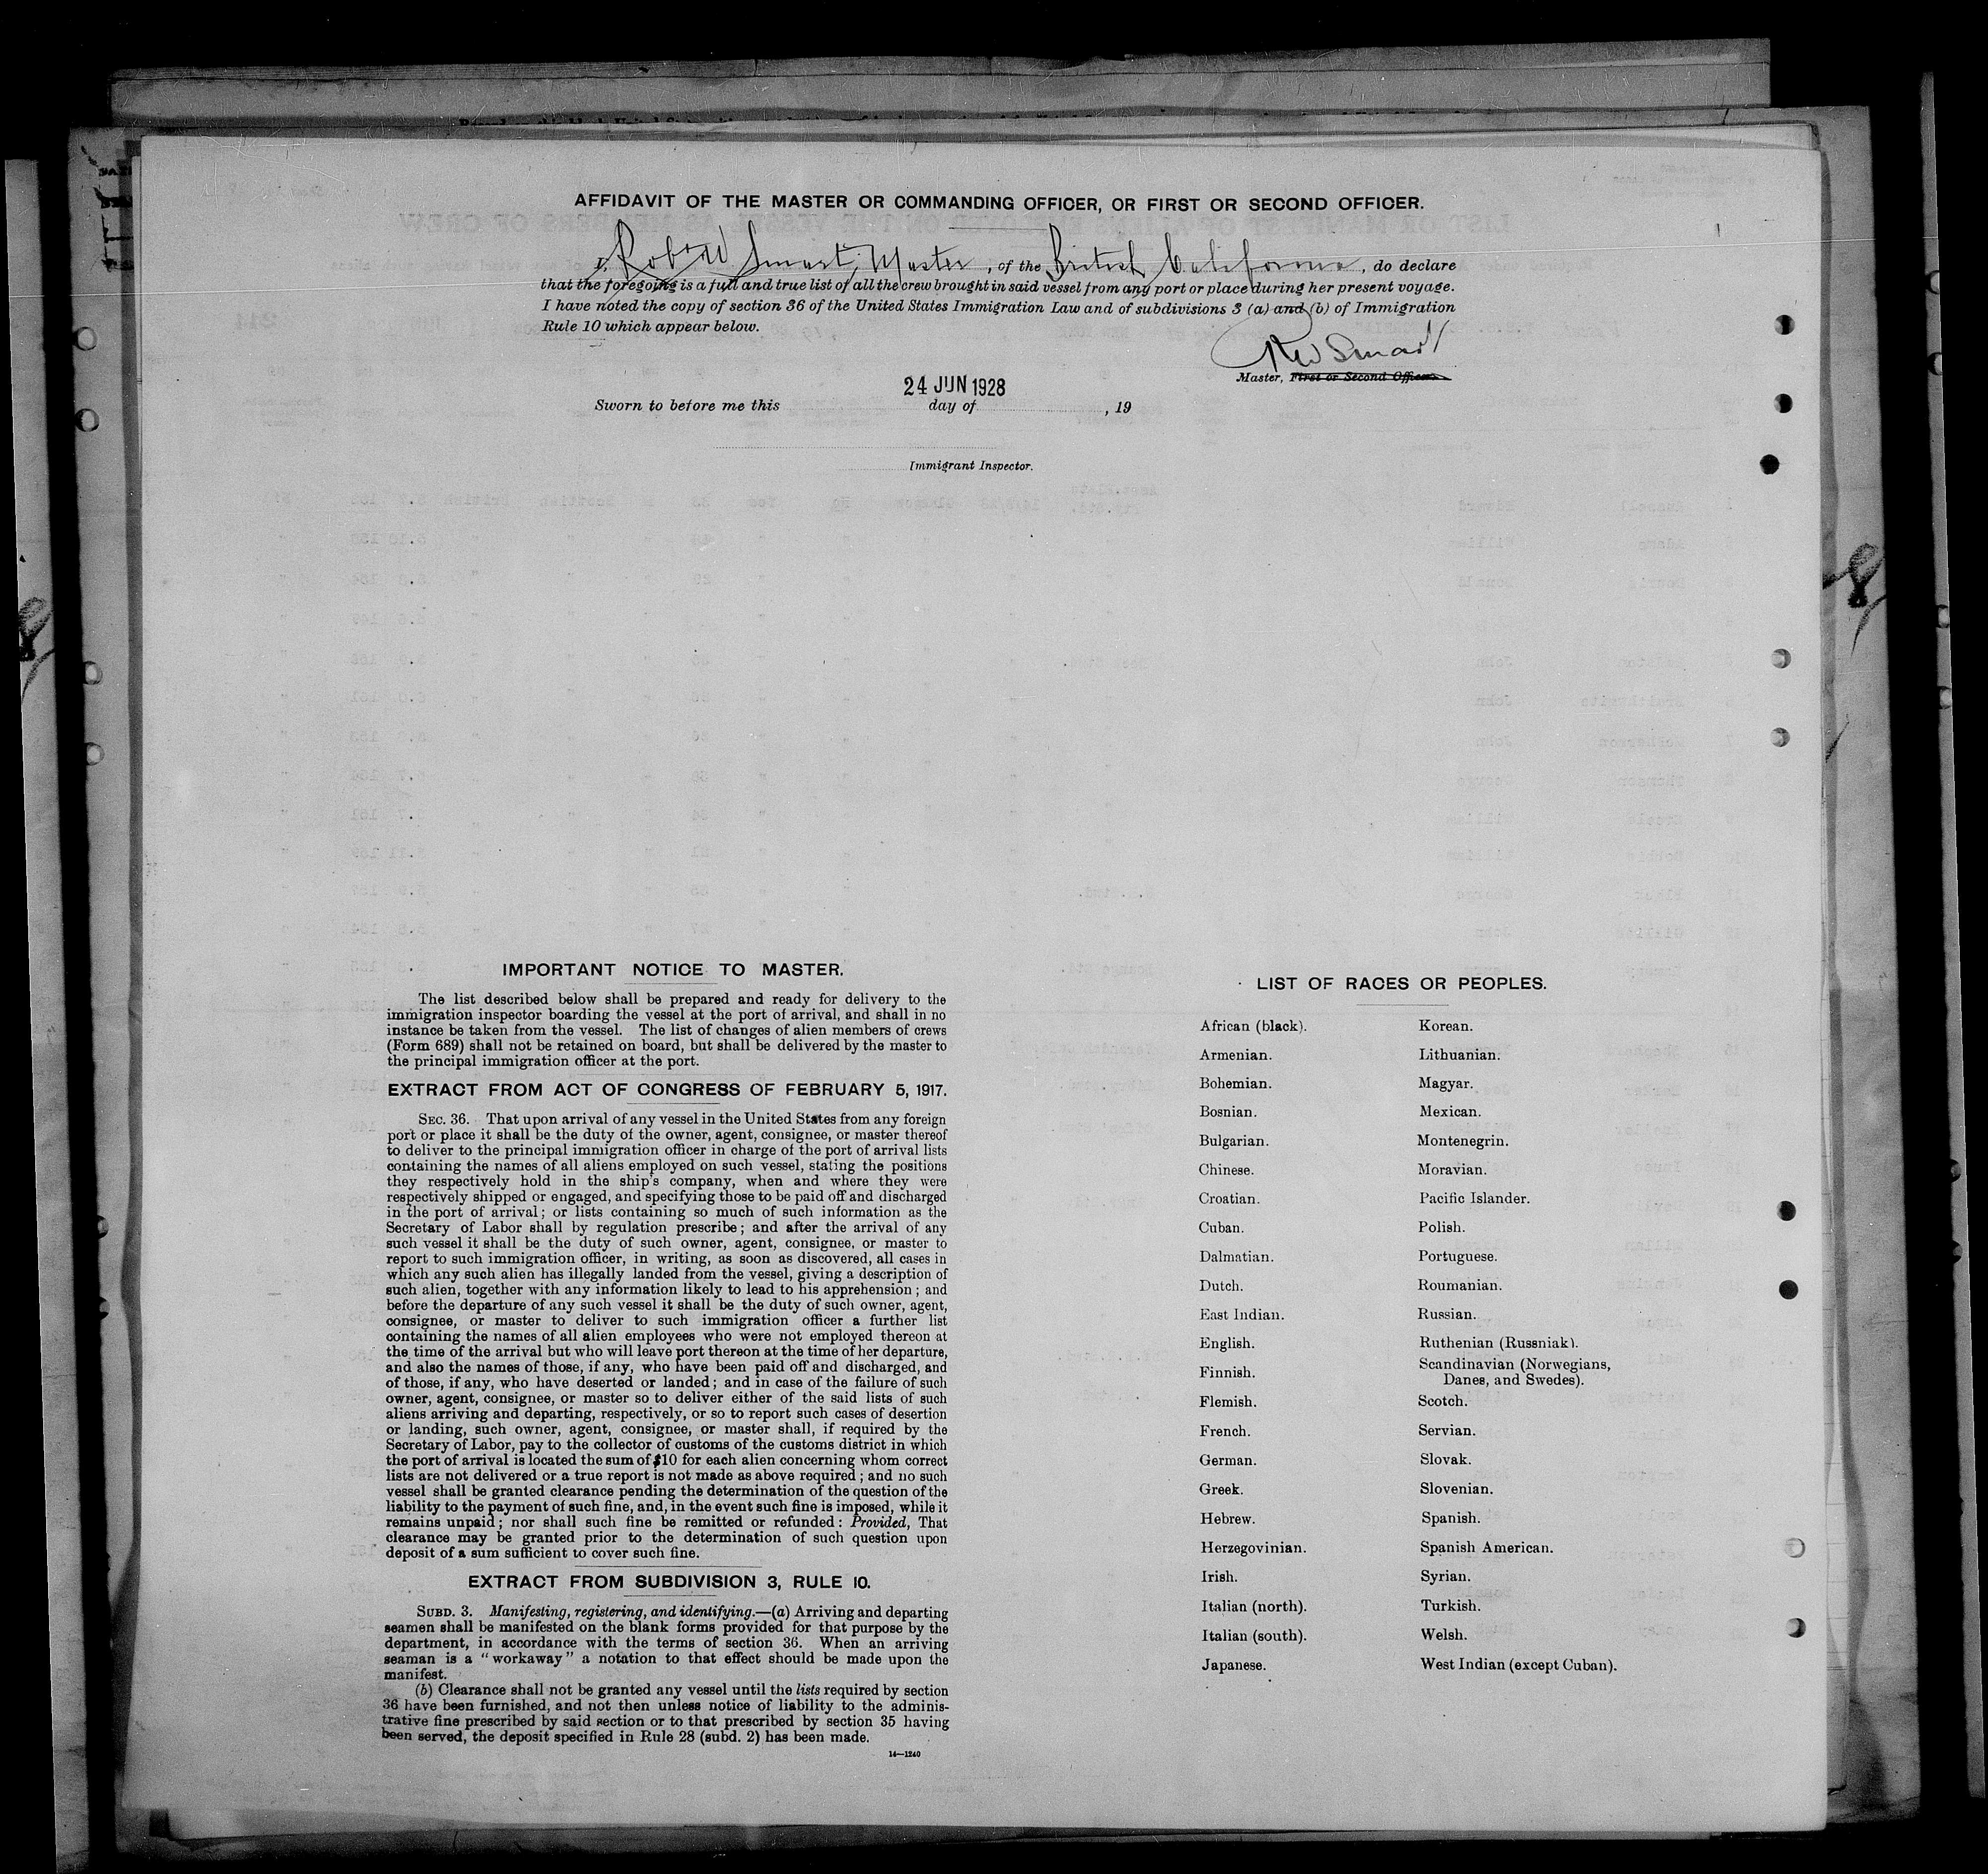 AFFIDAVIT OF THE MASTER OR COMMANDING OFFICER, OR FIRST OR SECOND OFFICER.
I, Robt W Smart, Master, of the British California, do declare
that the foregoing is a full and true list of all the crew brought in said vessel from any port or place during her present voyage.
I have noted the copy of section 36 of the United States Immigration Law and of subdivisions 3 (a) and (b) of Immigration
Rule 10 which appear below.
RW Smart
Master, First or Second Officer.
24 JUN 1928
Sworn to before me this day of , 19
Immigrant Inspector.
IMPORTANT NOTICE TO MASTER.
The list described below shall be prepared and ready for delivery to the
immigration inspector boarding the vessel at the port of arrival, and shall in no
instance be taken from the vessel. The list of changes of alien members of crews
(Form 689) shall not be retained on board, but shall be delivered by the master to
the principal immigration officer at the port.
EXTRACT FROM ACT OF CONGRESS OF FEBRUARY 5, 1917.
SEC. 36. That upon arrival of any vessel in the United States from any foreign
port or place it shall be the duty of the owner, agent, consignee, or master thereof
to deliver to the principal immigration officer in charge of the port of arrival lists
containing the names of all aliens employed on such vessel, stating the positions
they respectively hold in the ship's company, when and where they were
respectively shipped or engaged, and specifying those to be paid off and discharged
in the port of arrival; or lists containing so much of such information as the
Secretary of Labor shall by regulation prescribe; and after the arrival of any
such vessel it shall be the duty of such owner, agent, consignee, or master to
report to such immigration officer, in writing, as soon as discovered, all cases in
which any such alien has illegally landed from the vessel, giving a description of
such alien, together with any information likely to lead to his apprehension; and
before the departure of any such vessel it shall be the duty of such owner, agent,
consignee, or master to deliver to such immigration officer a further list
containing the names of all alien employees who were not employed thereon at
the time of the arrival but who will leave port thereon at the time of her departure,
and also the names of those, if any, who have been paid off and discharged, and
of those, if any, who have deserted or landed; and in case of the failure of such
owner, agent, consignee, or master so to deliver either of the said lists of such
aliens arriving and departing, respectively, or so to report such cases of desertion
or landing, such owner, agent, consignee, or master shall, if required by the
Secretary of Labor, pay to the collector of customs of the customs district in which
the port of arrival is located the sum of $10 for each alien concerning whom correct
lists are not delivered or a true report is not made as above required; and no such
vessel shall be granted clearance pending the determination of the question of the
liability to the payment of such fine, and, in the event such fine is imposed, while it
remains unpaid; nor shall such fine be remitted or refunded: Provided, That
clearance may be granted prior to the determination of such question upon
deposit of a sum sufficient to cover such fine.
EXTRACT FROM SUBDIVISION 3, RULE 10.
SUBD. 3. Manifesting, registering, and identifying.—(a) Arriving and departing
seamen shall be manifested on the blank forms provided for that purpose by the
department, in accordance with the terms of section 36. When an arriving
seaman is a "workaway" a notation to that effect should be made upon the
manifest.
(b) Clearance shall not be granted any vessel until the lists required by section
36 have been furnished, and not then unless notice of liability to the adminis-
trative fine prescribed by said section or to that prescribed by section 35 having
been served, the deposit specified in Rule 28 (subd. 2) has been made.
14—1240
LIST OF RACES OR PEOPLES.
African (black).
Armenian.
Bohemian.
Bosnian.
Bulgarian.
Chinese.
Croatian.
Cuban.
Dalmatian.
Dutch.
East Indian.
English.
Finnish.
Flemish.
French.
German.
Greek.
Hebrew.
Herzegovinian.
Irish.
Italian (north).
Italian (south).
Japanese.
Korean.
Lithuanian.
Magyar.
Mexican.
Montenegrin.
Moravian.
Pacific Islander.
Polish.
Portuguese.
Roumanian.
Russian.
Ruthenian (Russniak).
Scandinavian (Norwegians,
Danes, and Swedes).
Scotch.
Servian.
Slovak.
Slovenian.
Spanish.
Spanish American.
Syrian.
Turkish.
Welsh.
West Indian (except Cuban).